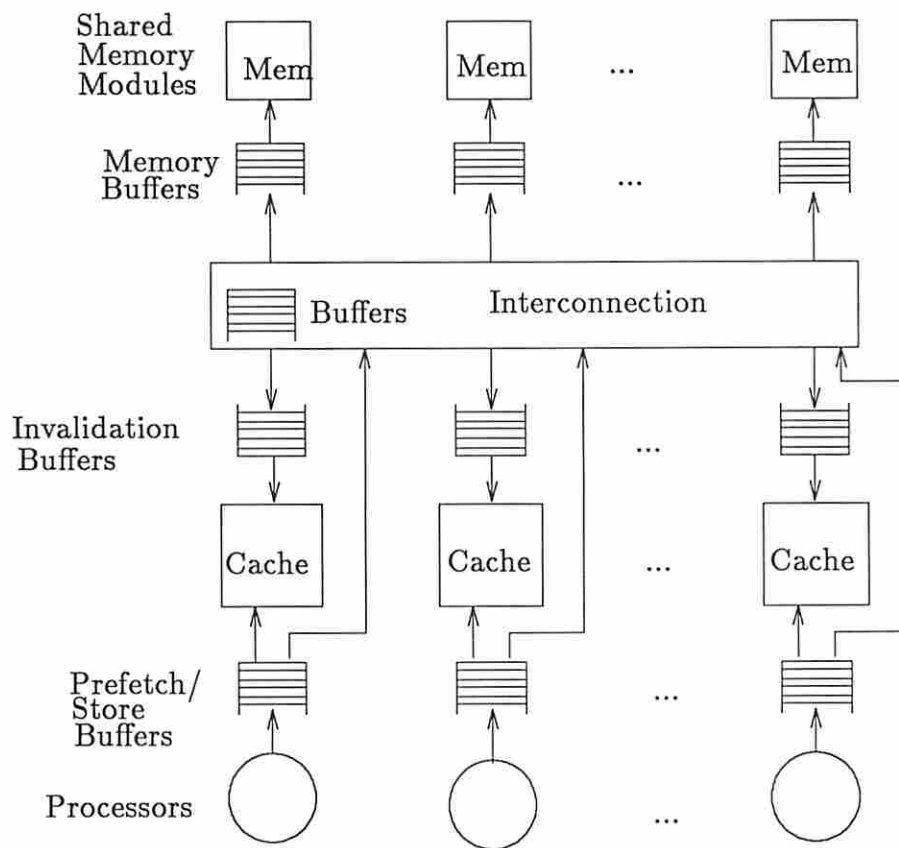 Shared
Memory
Modules
Mem
Mem
...
Mem
Memory
Buffers
...
Buffers
Interconnection
Invalidation
Buffers
...
Cache
Cache
...
Cache
Prefetch/
Store
Buffers
...
Processors
...